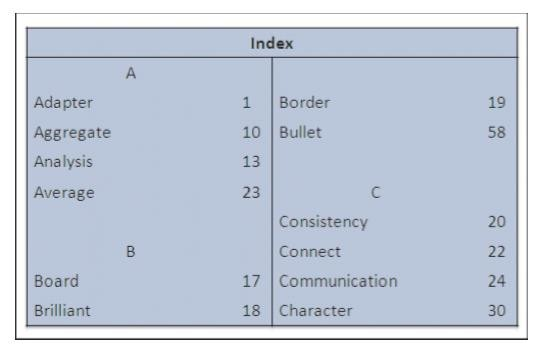 Index
A
Adapter 1
Aggregate 10
Analysis 13
Average 23
B
Board 17
Brilliant 18
Border 19
Bullet 58
C
Consistency 20
Connect 22
Communication 24
Character 30